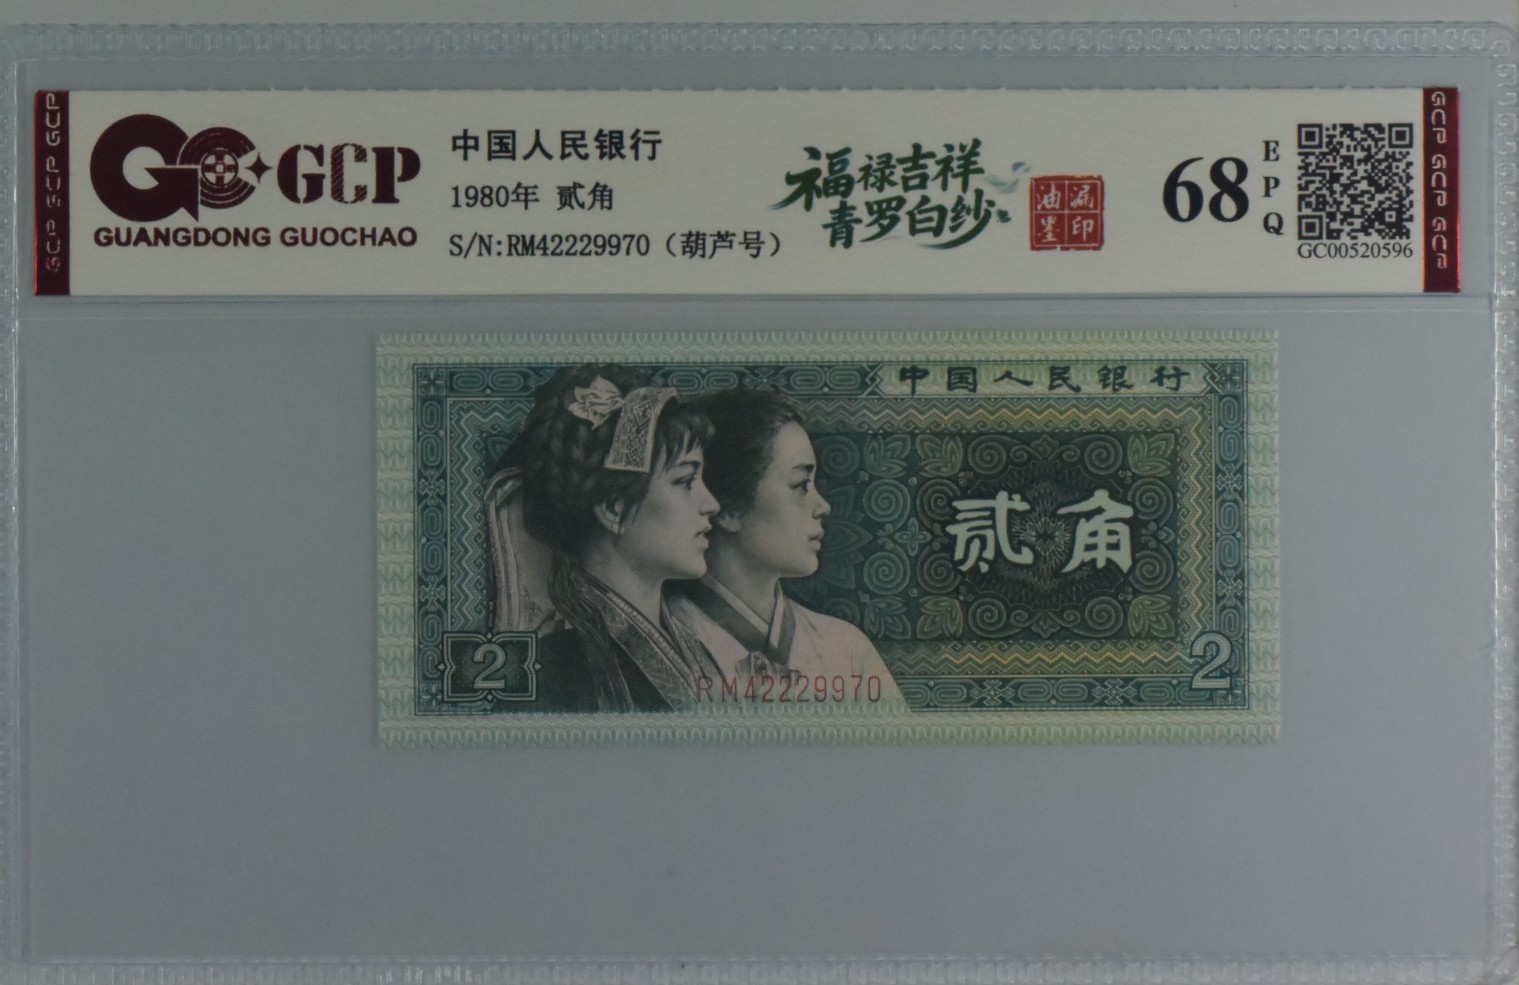 GCP
GUANGDONG GUOCHAO
中国人民银行
1980年 贰角
S/N:RM42229970（葫芦号）
福禄吉祥
青罗白纱
油漏
墨印
68
EPQ
GC00520596
GCP GCP GCP
GCP GCP GCP
中国人民银行
贰角
2
2
RM42229970